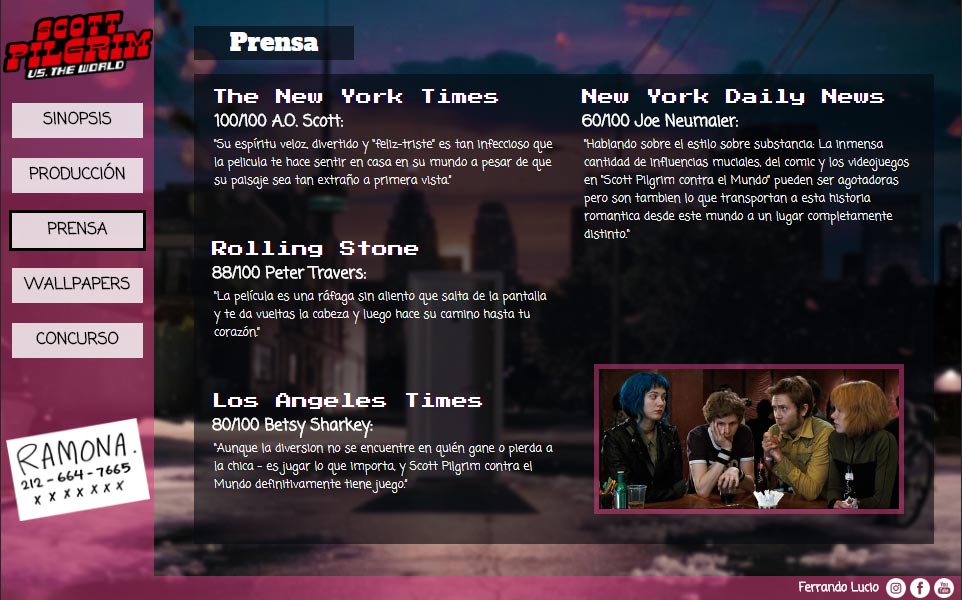 SCOTT
PILGRIM
VS. THE WORLD
SINOPSIS
PRODUCCIÓN
PRENSA
WALLPAPERS
CONCURSO
RAMONA.
212-664-7665
x x x x x x x
Prensa
The New York Times
100/100 A.O. Scott:
"Su espíritu veloz, divertido y "feliz-triste" es tan infeccioso que
la película te hace sentir en casa en su mundo a pesar de que
su paisaje sea tan extraño a primera vista."
Rolling Stone
88/100 Peter Travers:
"La película es una ráfaga sin aliento que salta de la pantalla
y te da vueltas la cabeza y luego hace su camino hasta tu
corazón."
Los Angeles Times
80/100 Betsy Sharkey:
"Aunque la diversion no se encuentre en quién gane o pierda a
la chica - es jugar lo que importa, y Scott Pilgrim contra el
Mundo definitivamente tiene juego."
New York Daily News
60/100 Joe Neumaier:
"Hablando sobre el estilo sobre substancia: La inmensa
cantidad de influencias muciales, del comic y los videojuegos
en "Scott Pilgrim contra el Mundo" pueden ser agotadoras
pero son tambien lo que transportan a esta historia
romantica desde este mundo a un lugar completamente
distinto."
Ferrando Lucio
You
Tube